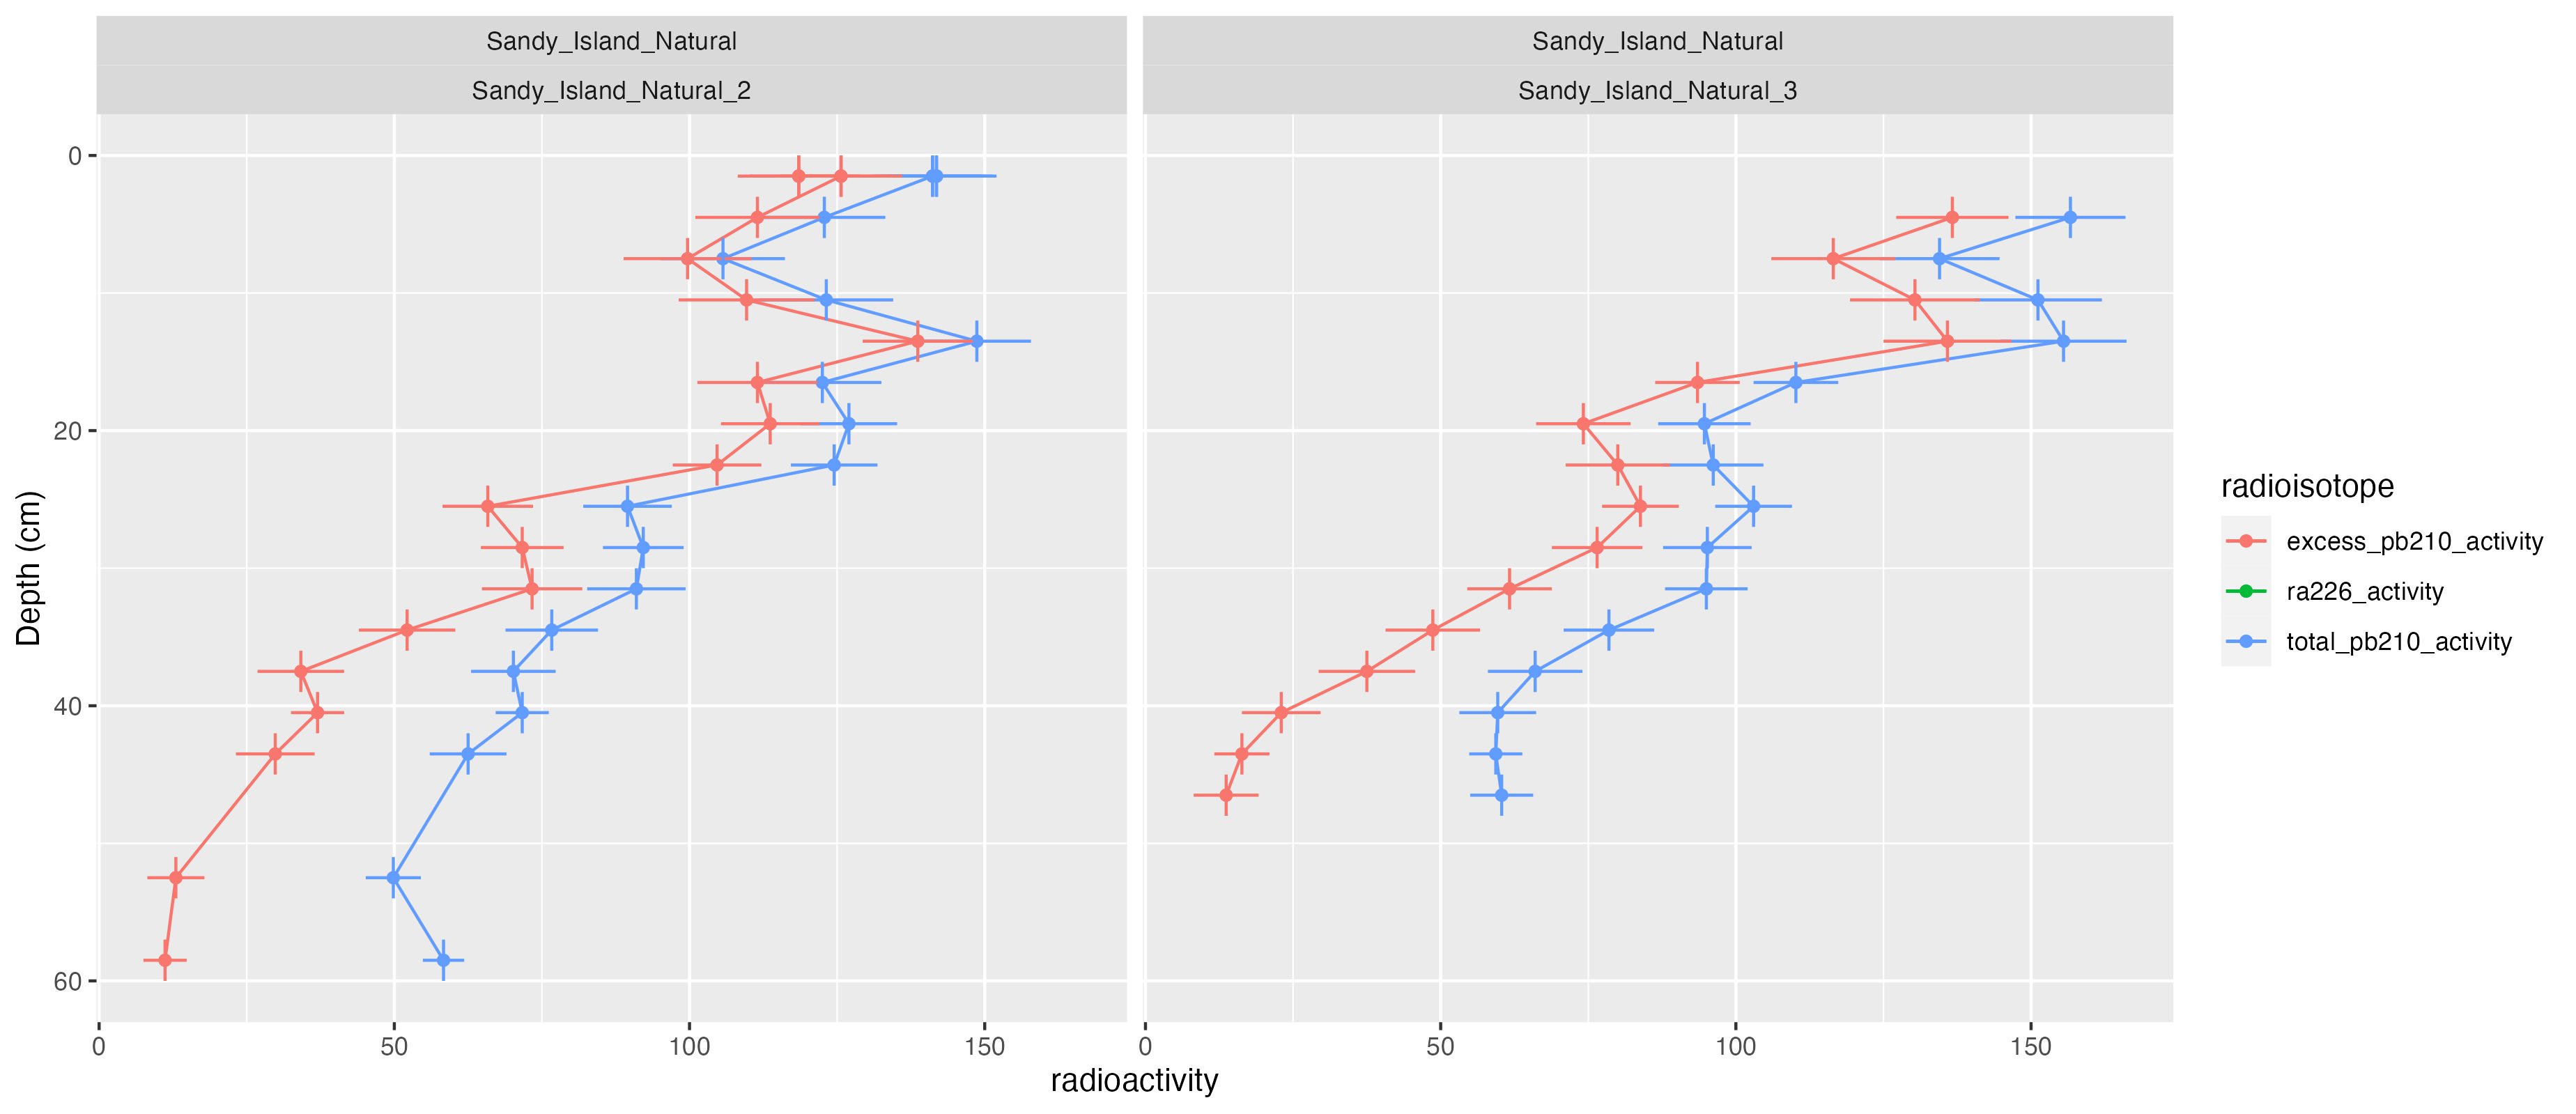 Sandy_Island_Natural
Sandy_Island_Natural_2
Sandy_Island_Natural
Sandy_Island_Natural_3
Depth (cm)
0
20
40
60
0
50
100
150
0
50
100
150
radioactivity
radioisotope
excess_pb210_activity
ra226_activity
total_pb210_activity